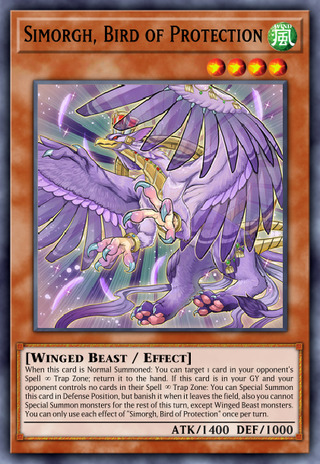 Simorgh, Bird of Protection
WIND
風
[Winged Beast / Effect]
When this card is Normal Summoned: You can target 1 card in your opponent's
Spell & Trap Zone; return it to the hand. If this card is in your GY and your
opponent controls no cards in their Spell & Trap Zone: You can Special Summon
this card in Defense Position, but banish it when it leaves the field, also you cannot
Special Summon monsters for the rest of this turn, except Winged Beast monsters.
You can only use each effect of "Simorgh, Bird of Protection" once per turn.
ATK/1400 DEF/1000